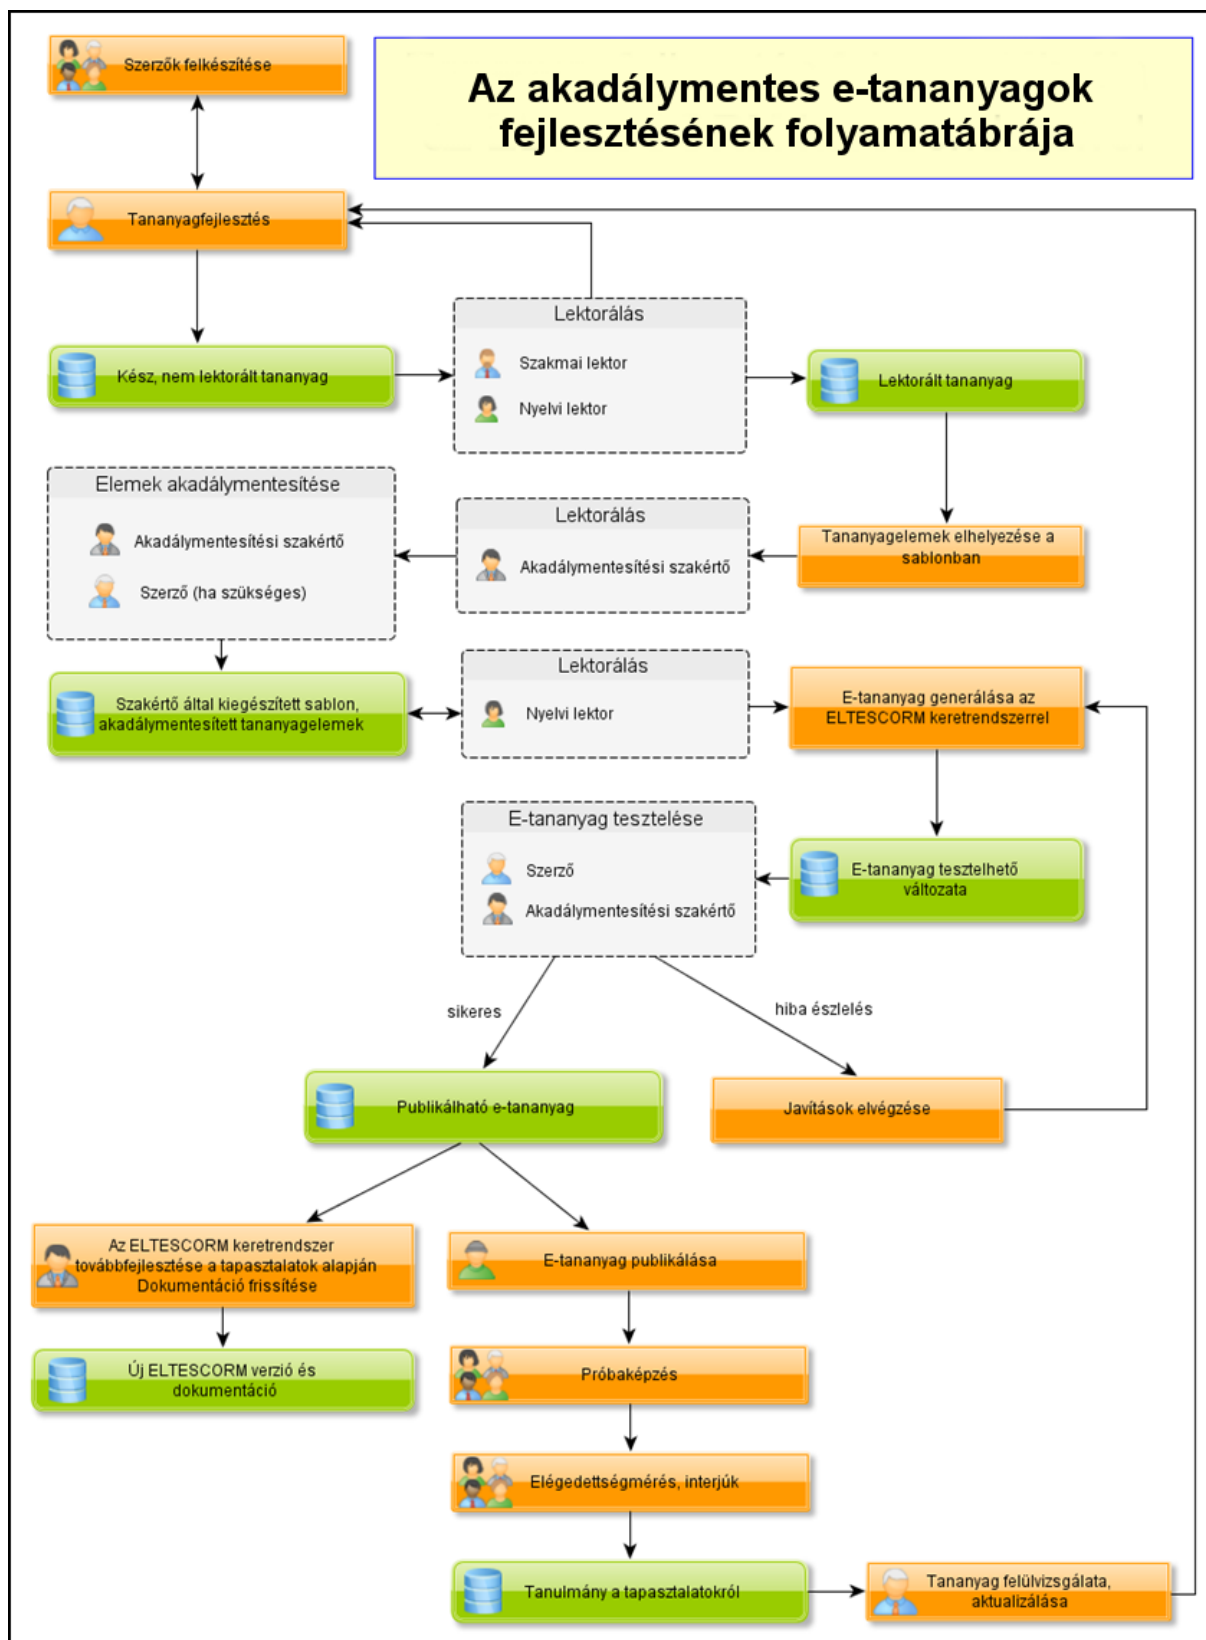 Szerzők felkészítése
Az akadálymentes e-tananyagok
fejlesztésének folyamatábrája
Tananyagfejlesztés
Lektorálás
Szakmai lektor
Nyelvi lektor
Kész, nem lektorált tananyag
Lektorált tananyag
Elemek akadálymentesítése
Akadálymentesítési szakértő
Szerző (ha szükséges)
Lektorálás
Akadálymentesítési szakértő
Tananyagelemek elhelyezése a
sablonban
Szakértő által kiegészített sablon,
akadálymentesített tananyagelemek
Lektorálás
Nyelvi lektor
E-tananyag generálása az
ELTESCORM keretrendszerrel
E-tananyag tesztelése
Szerző
Akadálymentesítési szakértő
E-tananyag tesztelhető
változata
sikeres
hiba észlelés
Publikálható e-tananyag
Javítások elvégzése
Az ELTESCORM keretrendszer
továbbfejlesztése a tapasztalatok alapján
Dokumentáció frissítése
E-tananyag publikálása
Új ELTESCORM verzió és
dokumentáció
Próbaképzés
Elégedettségmérés, interjúk
Tanulmány a tapasztalatokról
Tananyag felülvizsgálata,
aktualizálása